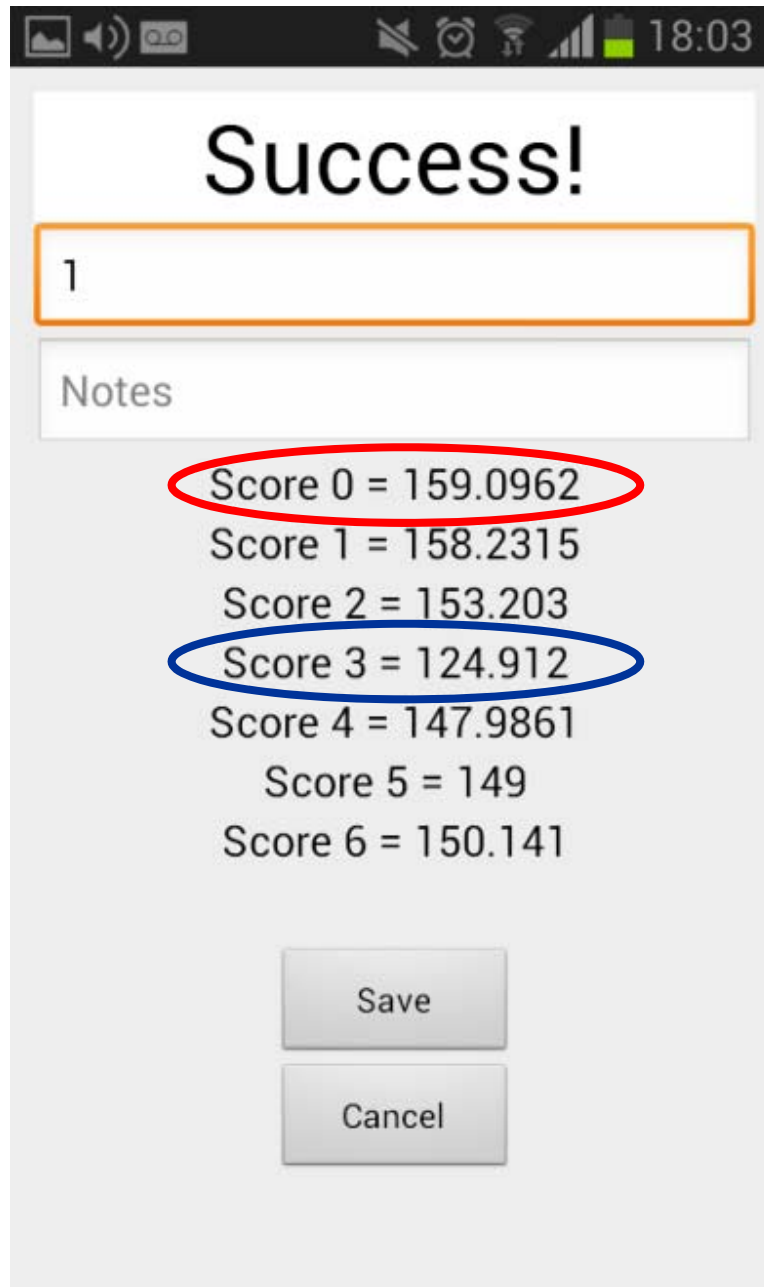 18:03
Success!
1
Notes
Score 0 = 159.0962
Score 1 = 158.2315
Score 2 = 153.203
Score 3 = 124.912
Score 4 = 147.9861
Score 5 = 149
Score 6 = 150.141
Save
Cancel